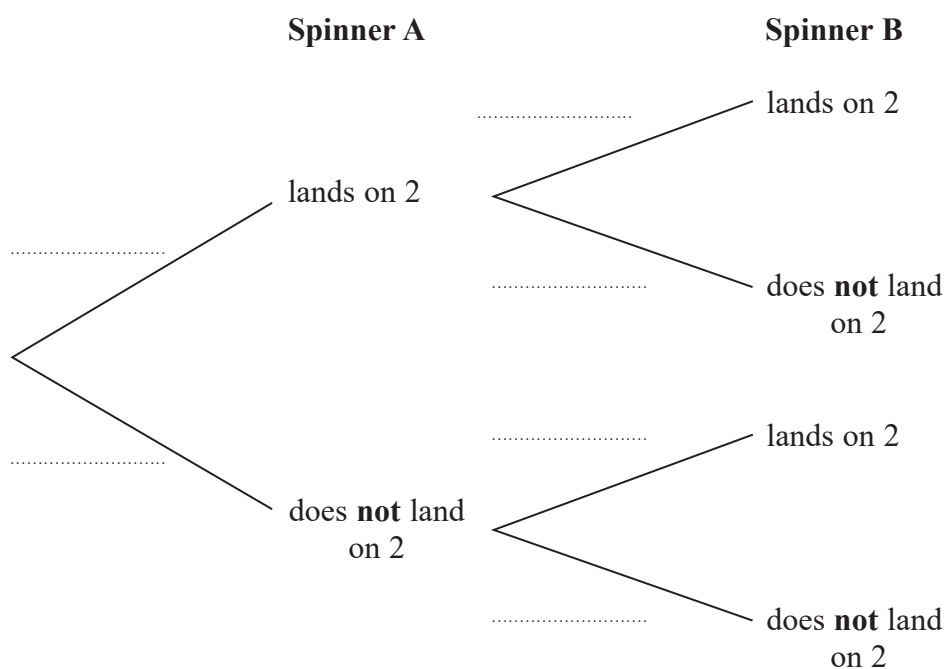 Spinner A
Spinner B
lands on 2
lands on 2
does not land
on 2
lands on 2
does not land
on 2
does not land
on 2